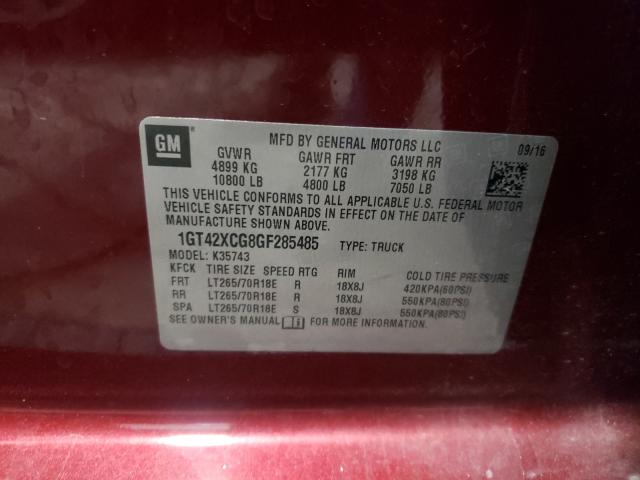 GM
MFD BY GENERAL MOTORS LLC
09/16
GVWR GAWR FRT GAWR RR
4899 KG 2177 KG 3198 KG
10800 LB 4800 LB 7050 LB
THIS VEHICLE CONFORMS TO ALL APPLICABLE U.S. FEDERAL MOTOR
VEHICLE SAFETY STANDARDS IN EFFECT ON THE DATE OF
MANUFACTURE SHOWN ABOVE.
1GT42XCG8GF285485 TYPE: TRUCK
MODEL: K35743
KFCK TIRE SIZE SPEED RTG RIM COLD TIRE PRESSURE
FRT LT265/70R18E R 18X8J 420KPA(60PSI)
RR LT265/70R18E R 18X8J 550KPA(80PSI)
SPA LT265/70R18E S 18X8J 550KPA(80PSI)
SEE OWNER'S MANUAL FOR MORE INFORMATION.